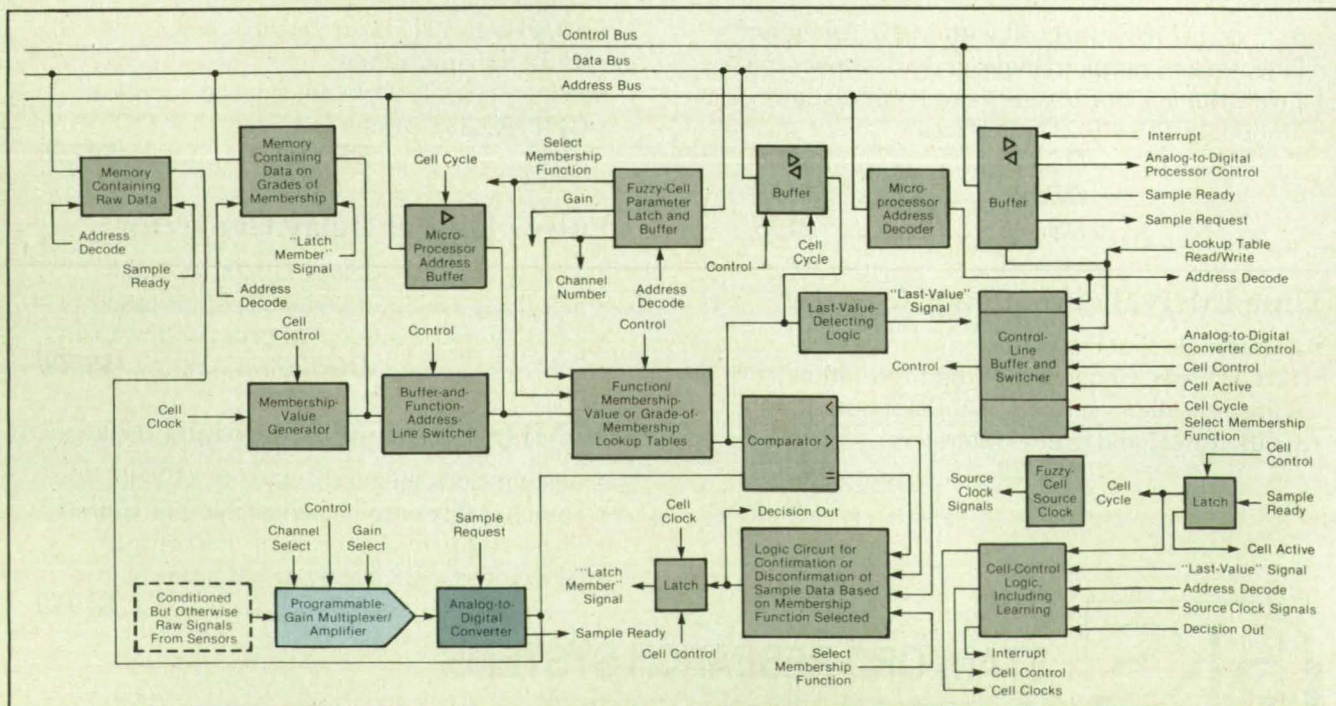 Control Bus
Data Bus
Address Bus
Memory
Containing
Raw Data
Address
Decode
Sample
Ready
Memory
Containing
Data on
Grades of
Membership
"Latch
Member"
Signal
Address
Decode
Cell Cycle
Micro-
Processor
Address
Buffer
Select
Membership
Function
Gain
Channel
Number
Fuzzy-Cell
Parameter
Latch and
Buffer
Address
Decode
Buffer
Control
Cell
Cycle
Micro-
processor
Address
Decoder
Buffer
Interrupt
Analog-to-Digital
Processor Control
Sample Ready
Sample Request
Lookup Table
Read/Write
Address Decode
Cell
Control
Cell
Clock
Membership-
Value
Generator
Control
Buffer-and-
Function-
Address-
Line Switcher
Control
Function/
Membership-
Value or Grade-of-
Membership
Lookup Tables
Last-Value-
Detecting
Logic
"Last-Value"
Signal
Control
Control-
Line
Buffer and
Switcher
Analog-to-Digital
Converter Control
Cell Control
Cell Active
Cell Cycle
Select Membership
Function
Comparator
<
>
=
Source
Clock
Signals
Fuzzy-
Cell
Source
Clock
Cell
Cycle
Cell
Control
Latch
Sample
Ready
Cell Active
Conditioned
But Otherwise
Raw Signals
From Sensors
Channel
Select
Control
Gain
Select
Programmable-
Gain Multiplexer/
Amplifier
Sample
Request
Analog-to-
Digital
Converter
Sample Ready
"Latch
Member"
Signal
Cell
Clock
Latch
Cell Control
Decision Out
Logic Circuit for
Confirmation or
Disconfirmation of
Sample Data Based
on Membership
Function Selected
Select
Membership
Function
Cell-Control
Logic,
Including
Learning
"Last-Value" Signal
Address Decode
Source Clock Signals
Decision Out
Interrupt
Cell Control
Cell Clocks